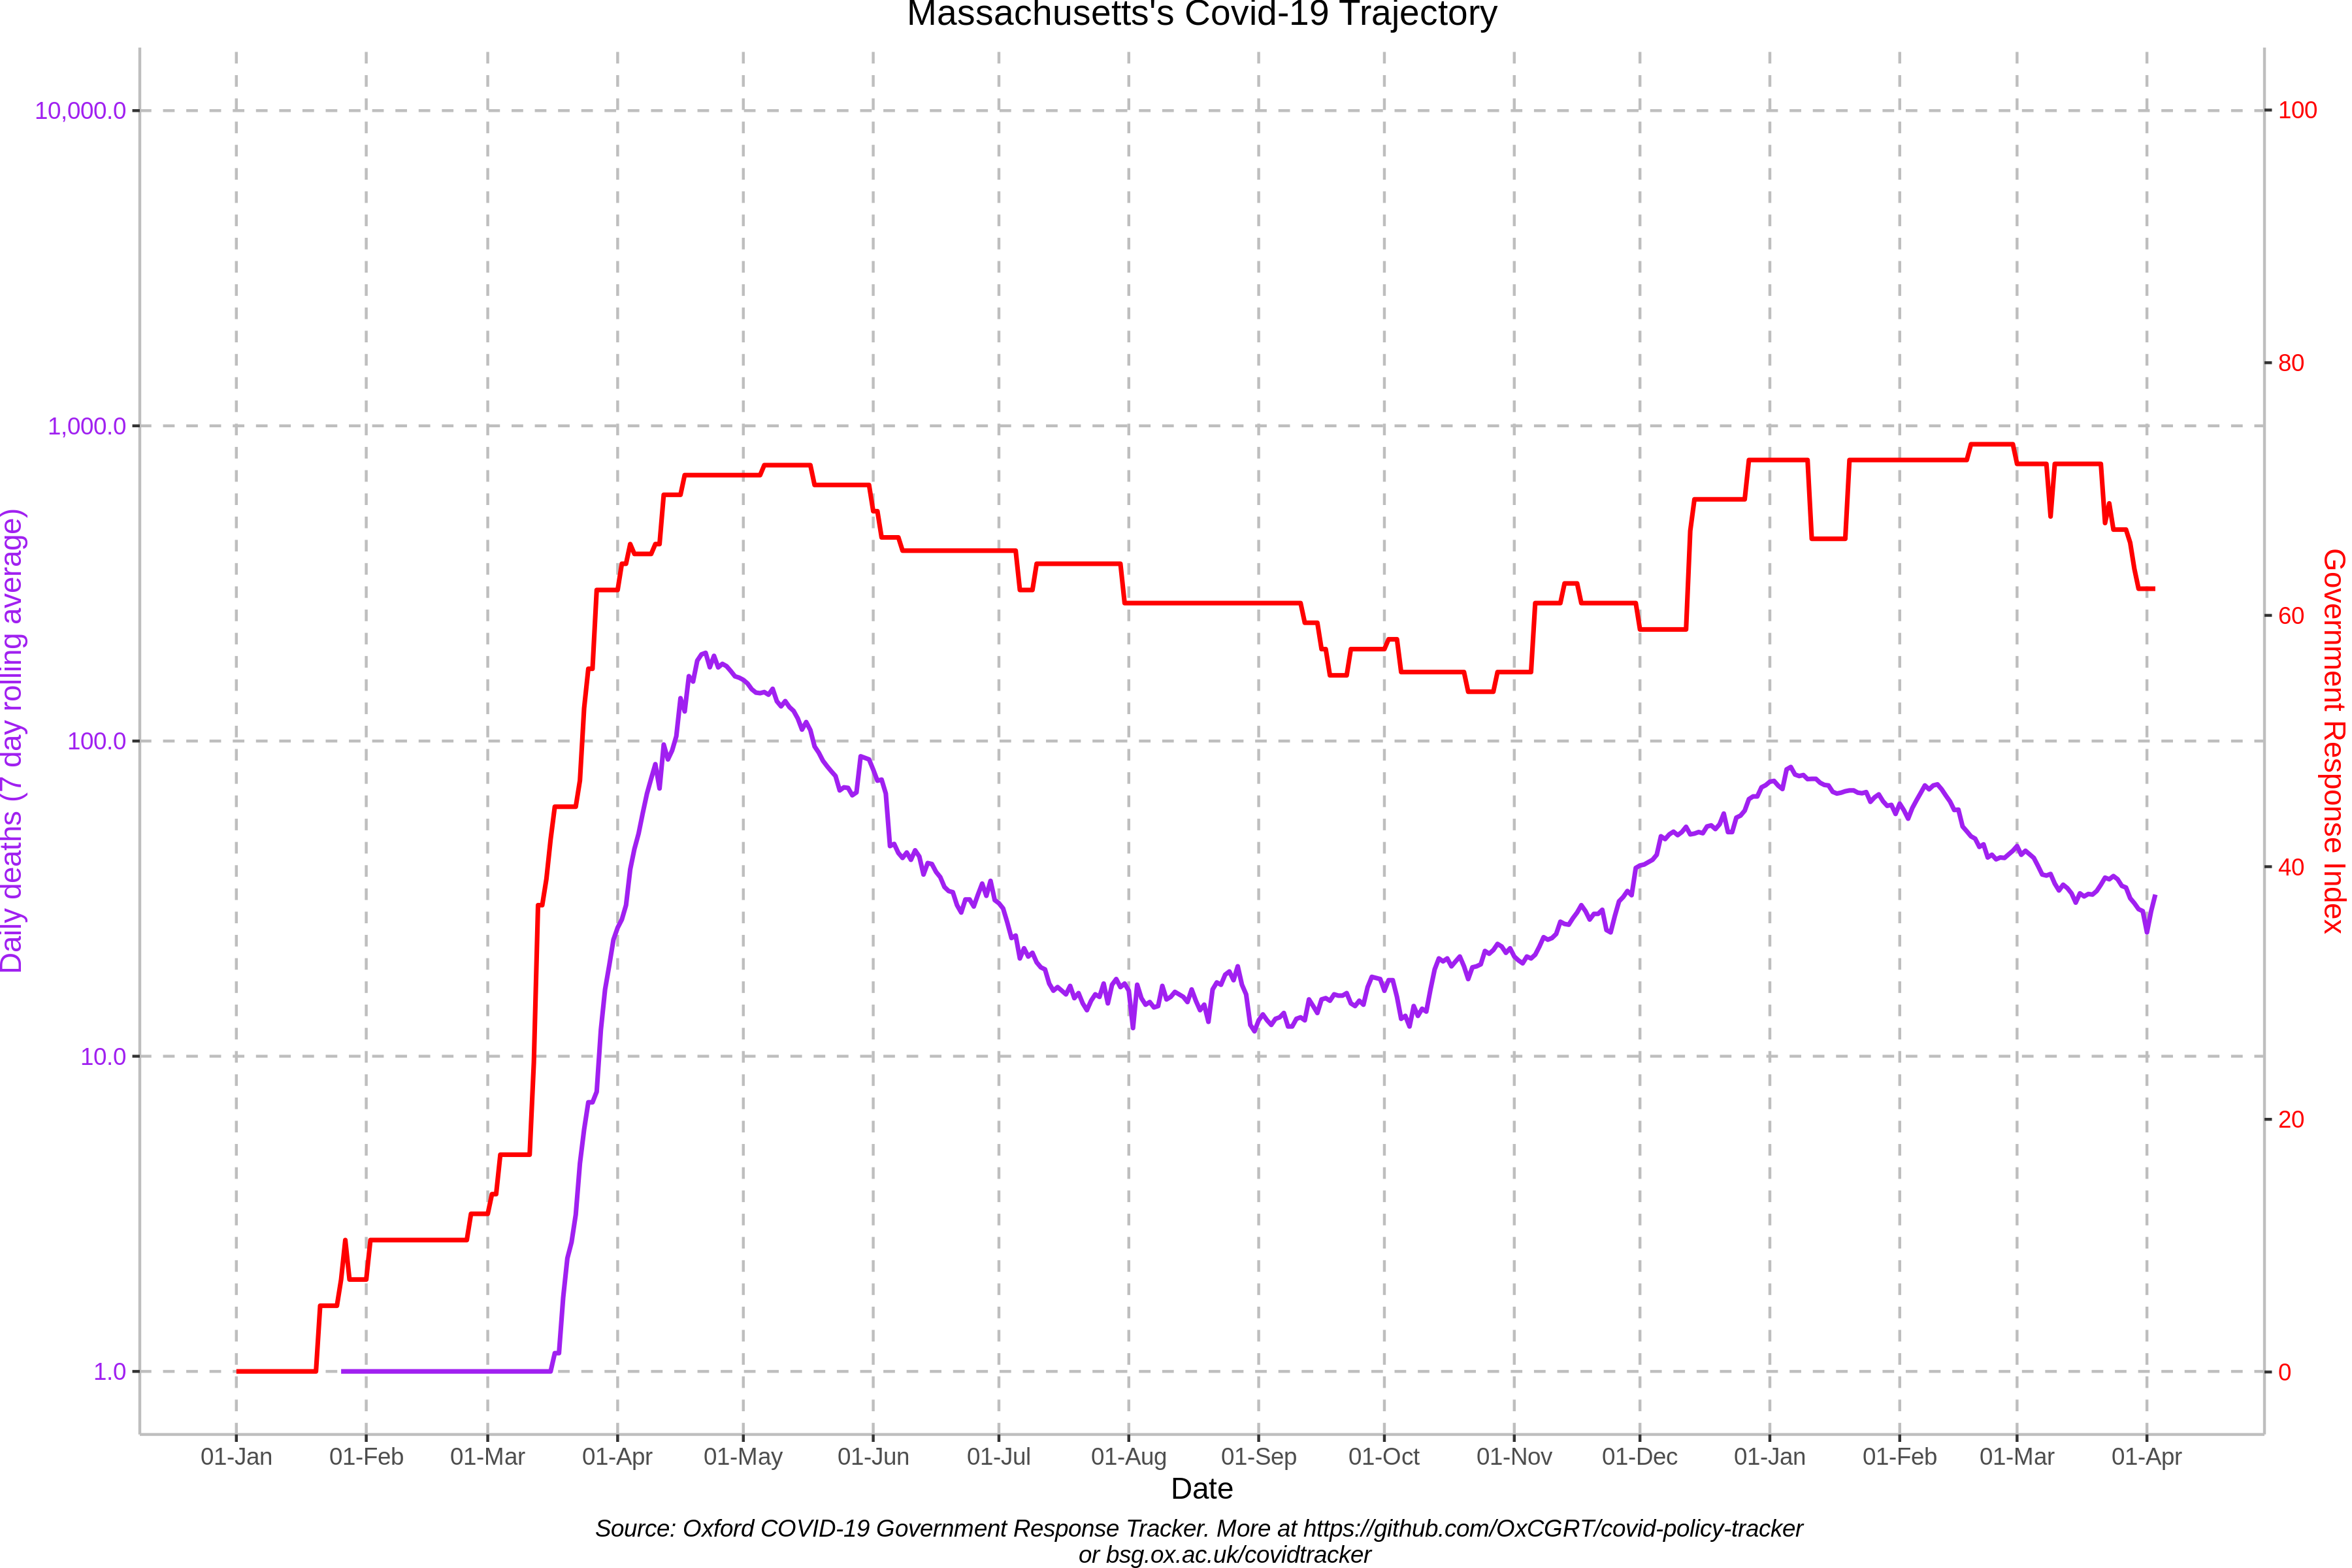 Massachusetts's Covid-19 Trajectory
10,000.0
1,000.0
100.0
10.0
1.0
Daily deaths (7 day rolling average)
100
80
60
40
20
0
Government Response Index
01-Jan 01-Feb 01-Mar 01-Apr 01-May 01-Jun 01-Jul 01-Aug 01-Sep 01-Oct 01-Nov 01-Dec 01-Jan 01-Feb 01-Mar 01-Apr
Date
Source: Oxford COVID-19 Government Response Tracker. More at https://github.com/OxCGRT/covid-policy-tracker
or bsg.ox.ac.uk/covidtracker